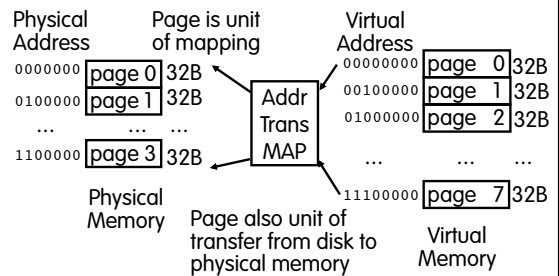 Physical
Address
Page is unit
of mapping
Virtual
Address
0000000 page 0 32B
0100000 page 1 32B
... ... ...
1100000 page 3 32B
Physical
Memory
Addr
Trans
MAP
00000000 page 0 32B
00100000 page 1 32B
01000000 page 2 32B
... ... ...
11100000 page 7 32B
Virtual
Memory
Page also unit of
transfer from disk to
physical memory